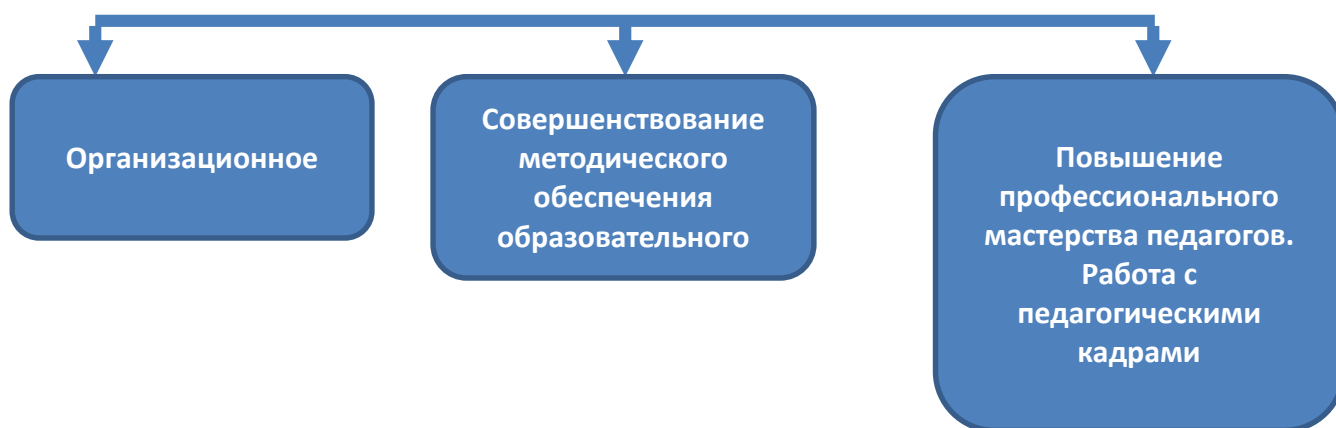 Организационное
Совершенствование
методического
обеспечения
образовательного
Повышение
профессионального
мастерства педагогов.
Работа с
педагогическими
кадрами